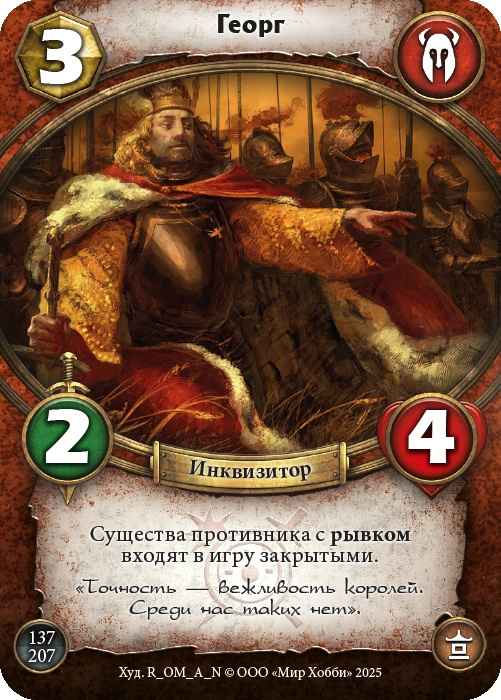 Георг
3
2
4
Инквизитор
Существа противника с рывком
входят в игру закрытыми.
«Точность — вежливость королей.
Среди нас таких нет».
137
207
Худ. R_OM_A_N © ООО «Мир Хобби» 2025